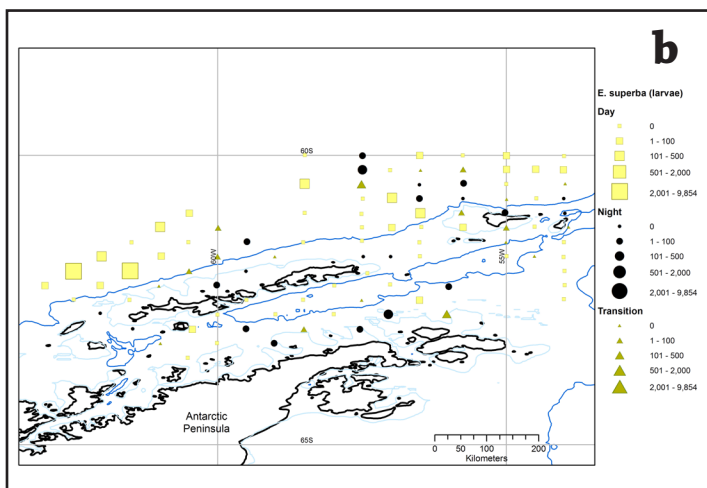 b
60S
60W
55W
Antarctic
Peninsula
65S
0 50 100 200
Kilometers
E. superba (larvae)
Day
0
1 - 100
101 - 500
501 - 2,000
2,001 - 9,854
Night
0
1 - 100
101 - 500
501 - 2,000
2,001 - 9,854
Transition
0
1 - 100
101 - 500
501 - 2,000
2,001 - 9,854